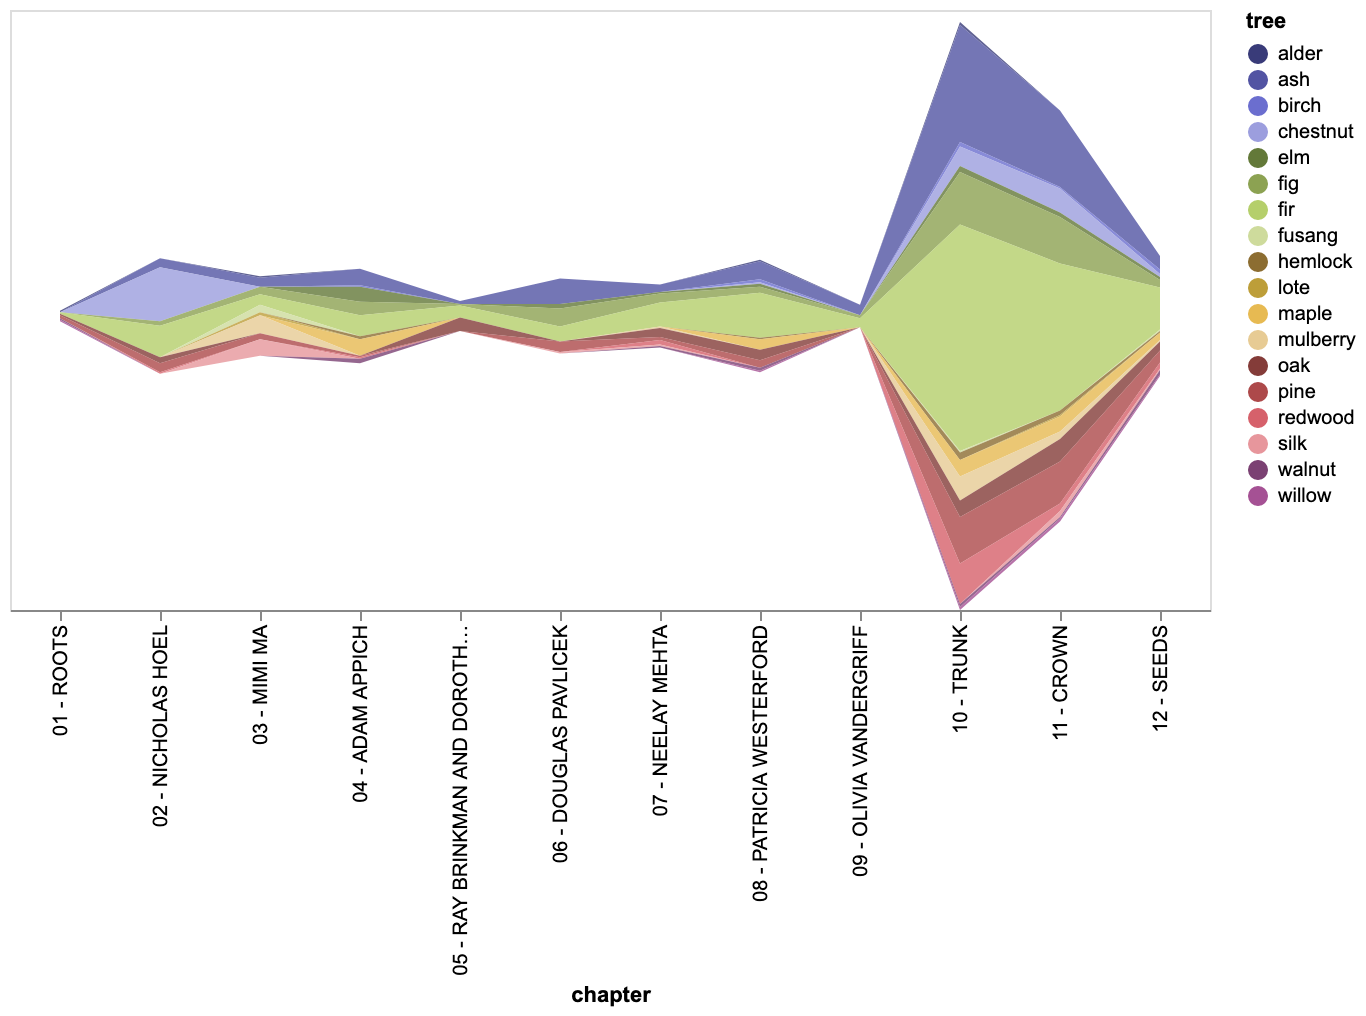 tree
alder
ash
birch
chestnut
elm
fig
fir
fusang
hemlock
lote
maple
mulberry
oak
pine
redwood
silk
walnut
willow
01 - ROOTS
02 - NICHOLAS HOEL
03 - MIMI MA
04 - ADAM APPICH
05 - RAY BRINKMAN AND DOROTH…
06 - DOUGLAS PAVLICEK
07 - NEELAY MEHTA
08 - PATRICIA WESTERFORD
09 - OLIVIA VANDERGRIFF
10 - TRUNK
11 - CROWN
12 - SEEDS
chapter